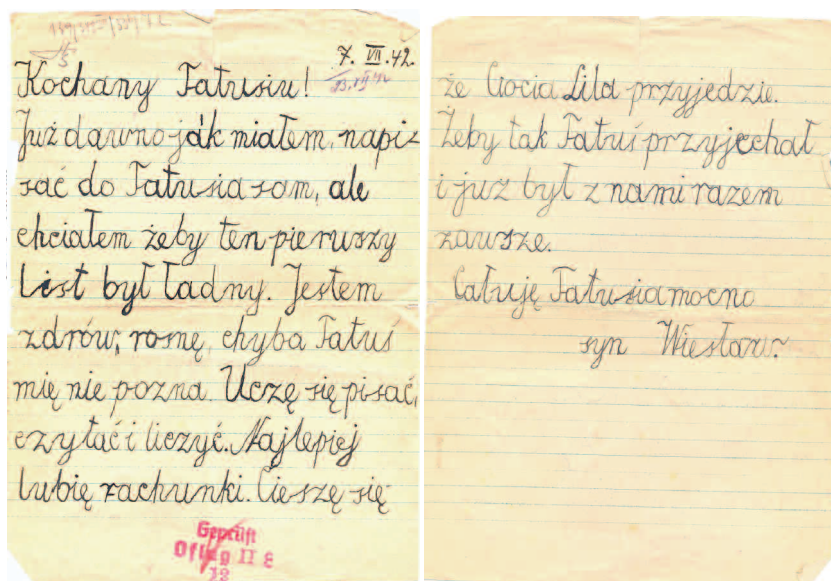 7. VII. 42.
Kochany Tatusiu!
Już dawno jak miałem, napi-
sać do Tatusia sam, ale
chciałem żeby ten pierwszy
list był ładny. Jestem
zdrów, rosnę, chyba Tatuś
mię nie pozna. Uczę się pisać,
czytać i liczyć. Najlepiej
lubię rachunki. Cieszę się
Geprüft
Oflag II E
że Ciocia Lila przyjedzie.
Żeby tak Tatuś przyjechał
i już był z nami razem
zawsze.
Całuję Tatusia mocno
syn Wiesław.